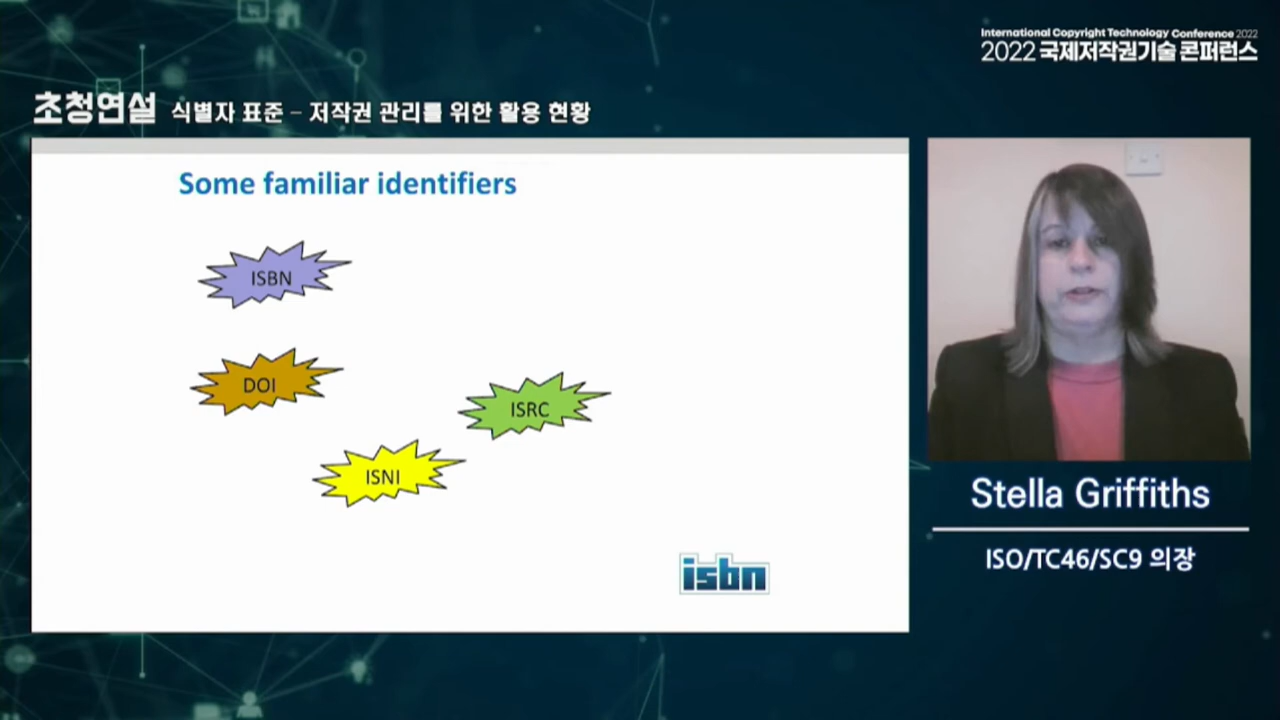 International Copyright Technology Conference 2022
2022 국제저작권기술 콘퍼런스
초청연설 식별자 표준 – 저작권 관리를 위한 활용 현황
Some familiar identifiers
ISBN
DOI
ISRC
ISNI
isbn
Stella Griffiths
ISO/TC46/SC9 의장